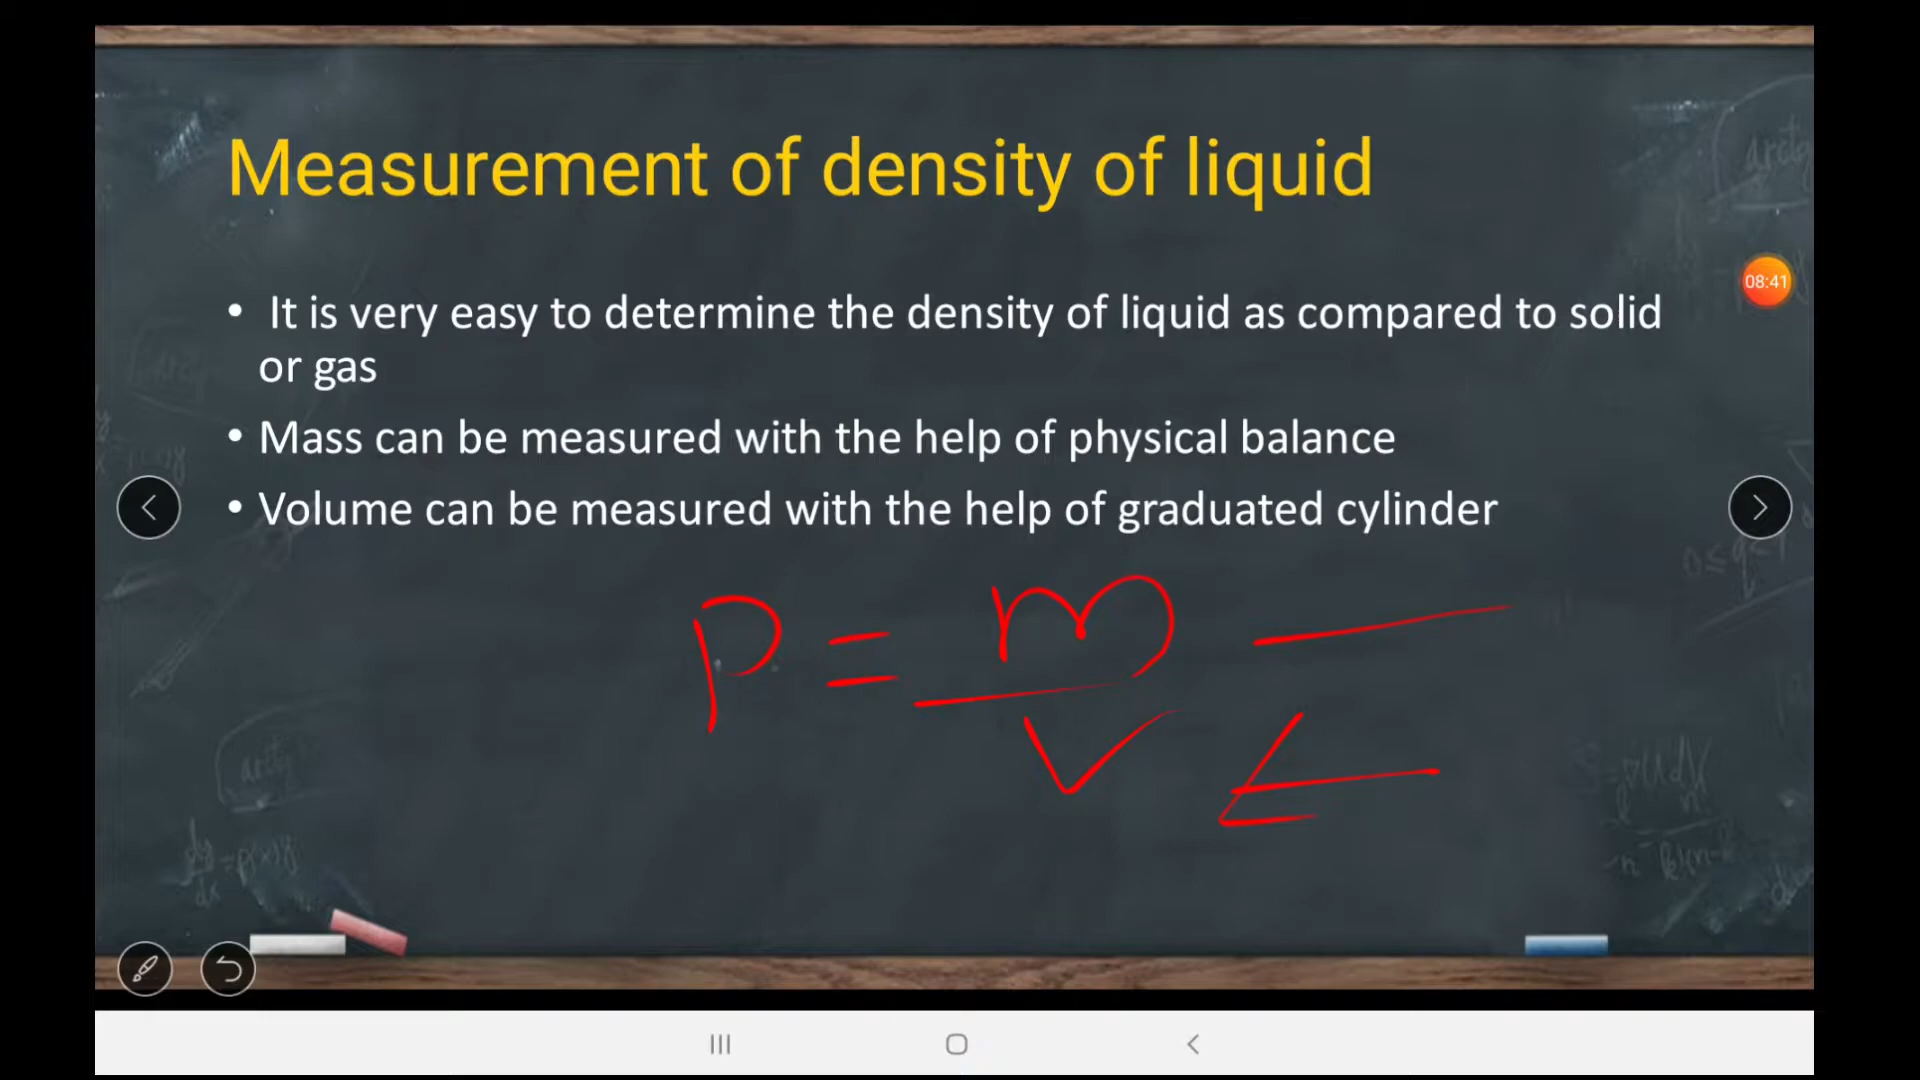 Measurement of density of liquid
08:41
• It is very easy to determine the density of liquid as compared to solid
or gas
• Mass can be measured with the help of physical balance
• Volume can be measured with the help of graduated cylinder
P = m
V